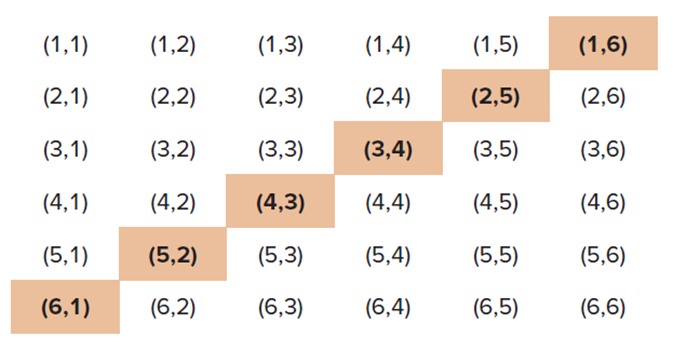 (1,1) (1,2) (1,3) (1,4) (1,5) (1,6)
(2,1) (2,2) (2,3) (2,4) (2,5) (2,6)
(3,1) (3,2) (3,3) (3,4) (3,5) (3,6)
(4,1) (4,2) (4,3) (4,4) (4,5) (4,6)
(5,1) (5,2) (5,3) (5,4) (5,5) (5,6)
(6,1) (6,2) (6,3) (6,4) (6,5) (6,6)